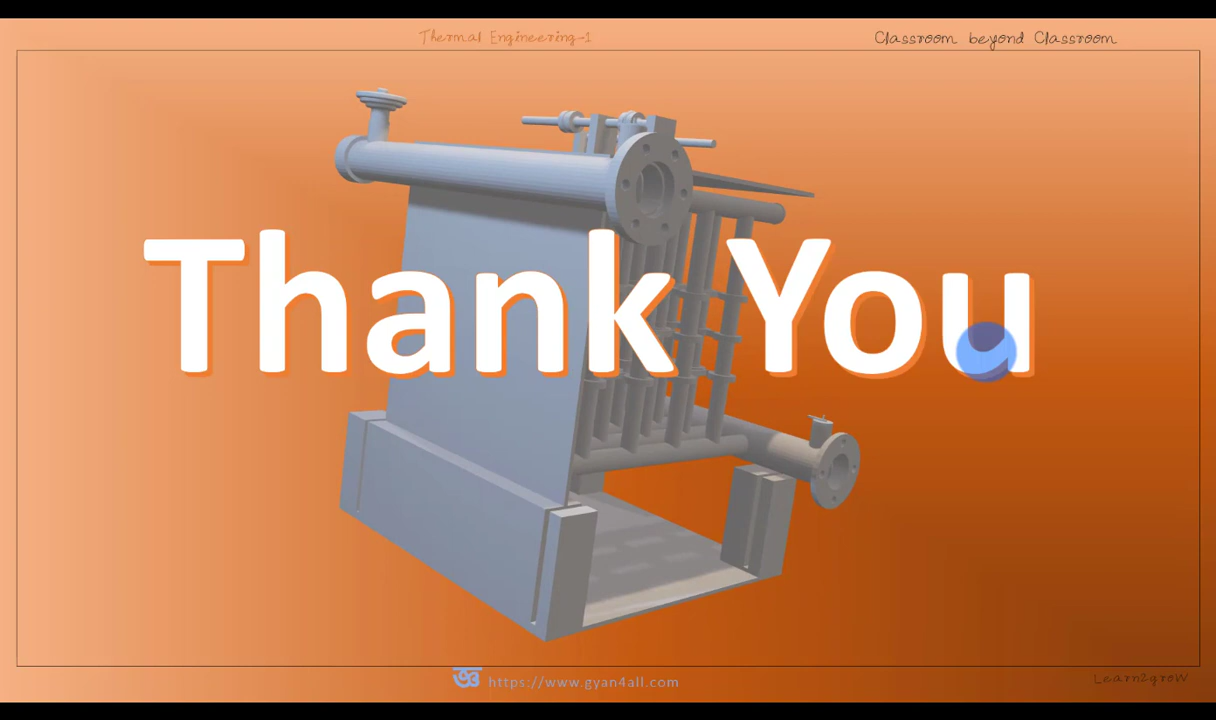 Thermal Engineering-1
Classroom beyond Classroom
Thank You
https://www.gyan4all.com
Learn2groW